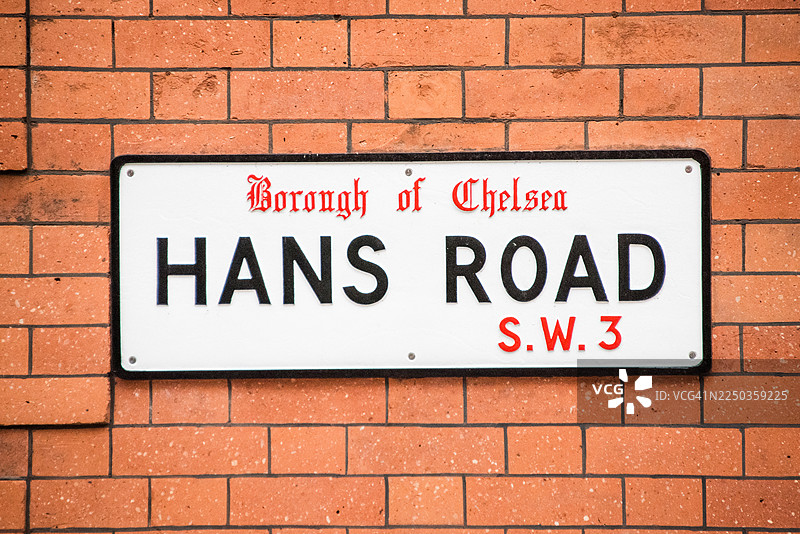 Borough of Chelsea
HANS ROAD
S.W.3
VCG
ID: VCG41N2250359225